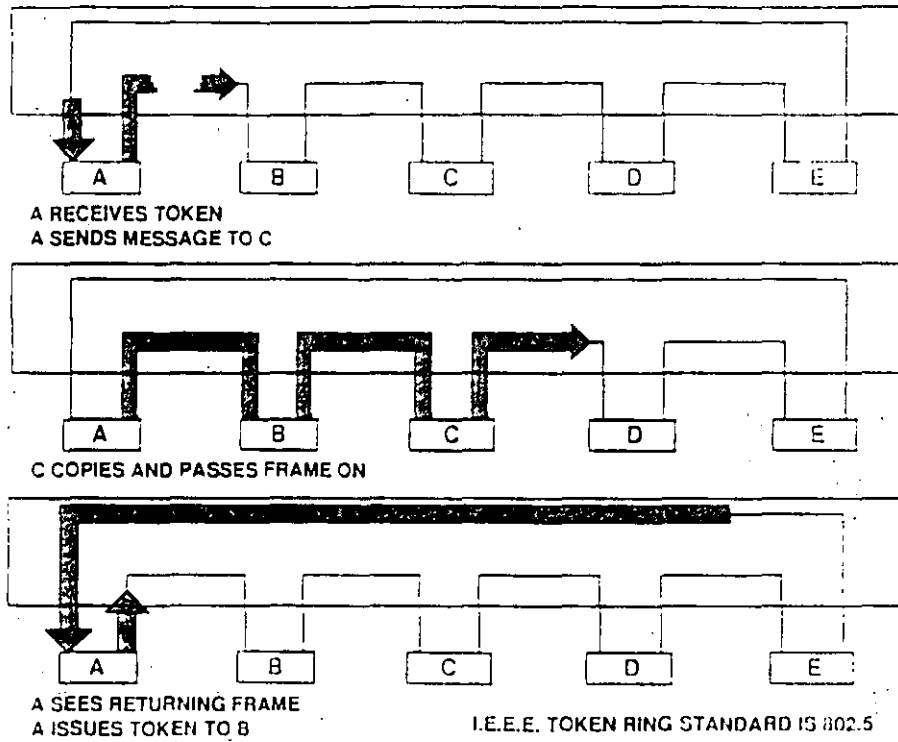 A B C D E
A RECEIVES TOKEN
A SENDS MESSAGE TO C
A B C D E
C COPIES AND PASSES FRAME ON
A B C D E
A SEES RETURNING FRAME
A ISSUES TOKEN TO B
I.E.E.E. TOKEN RING STANDARD IS 802.5